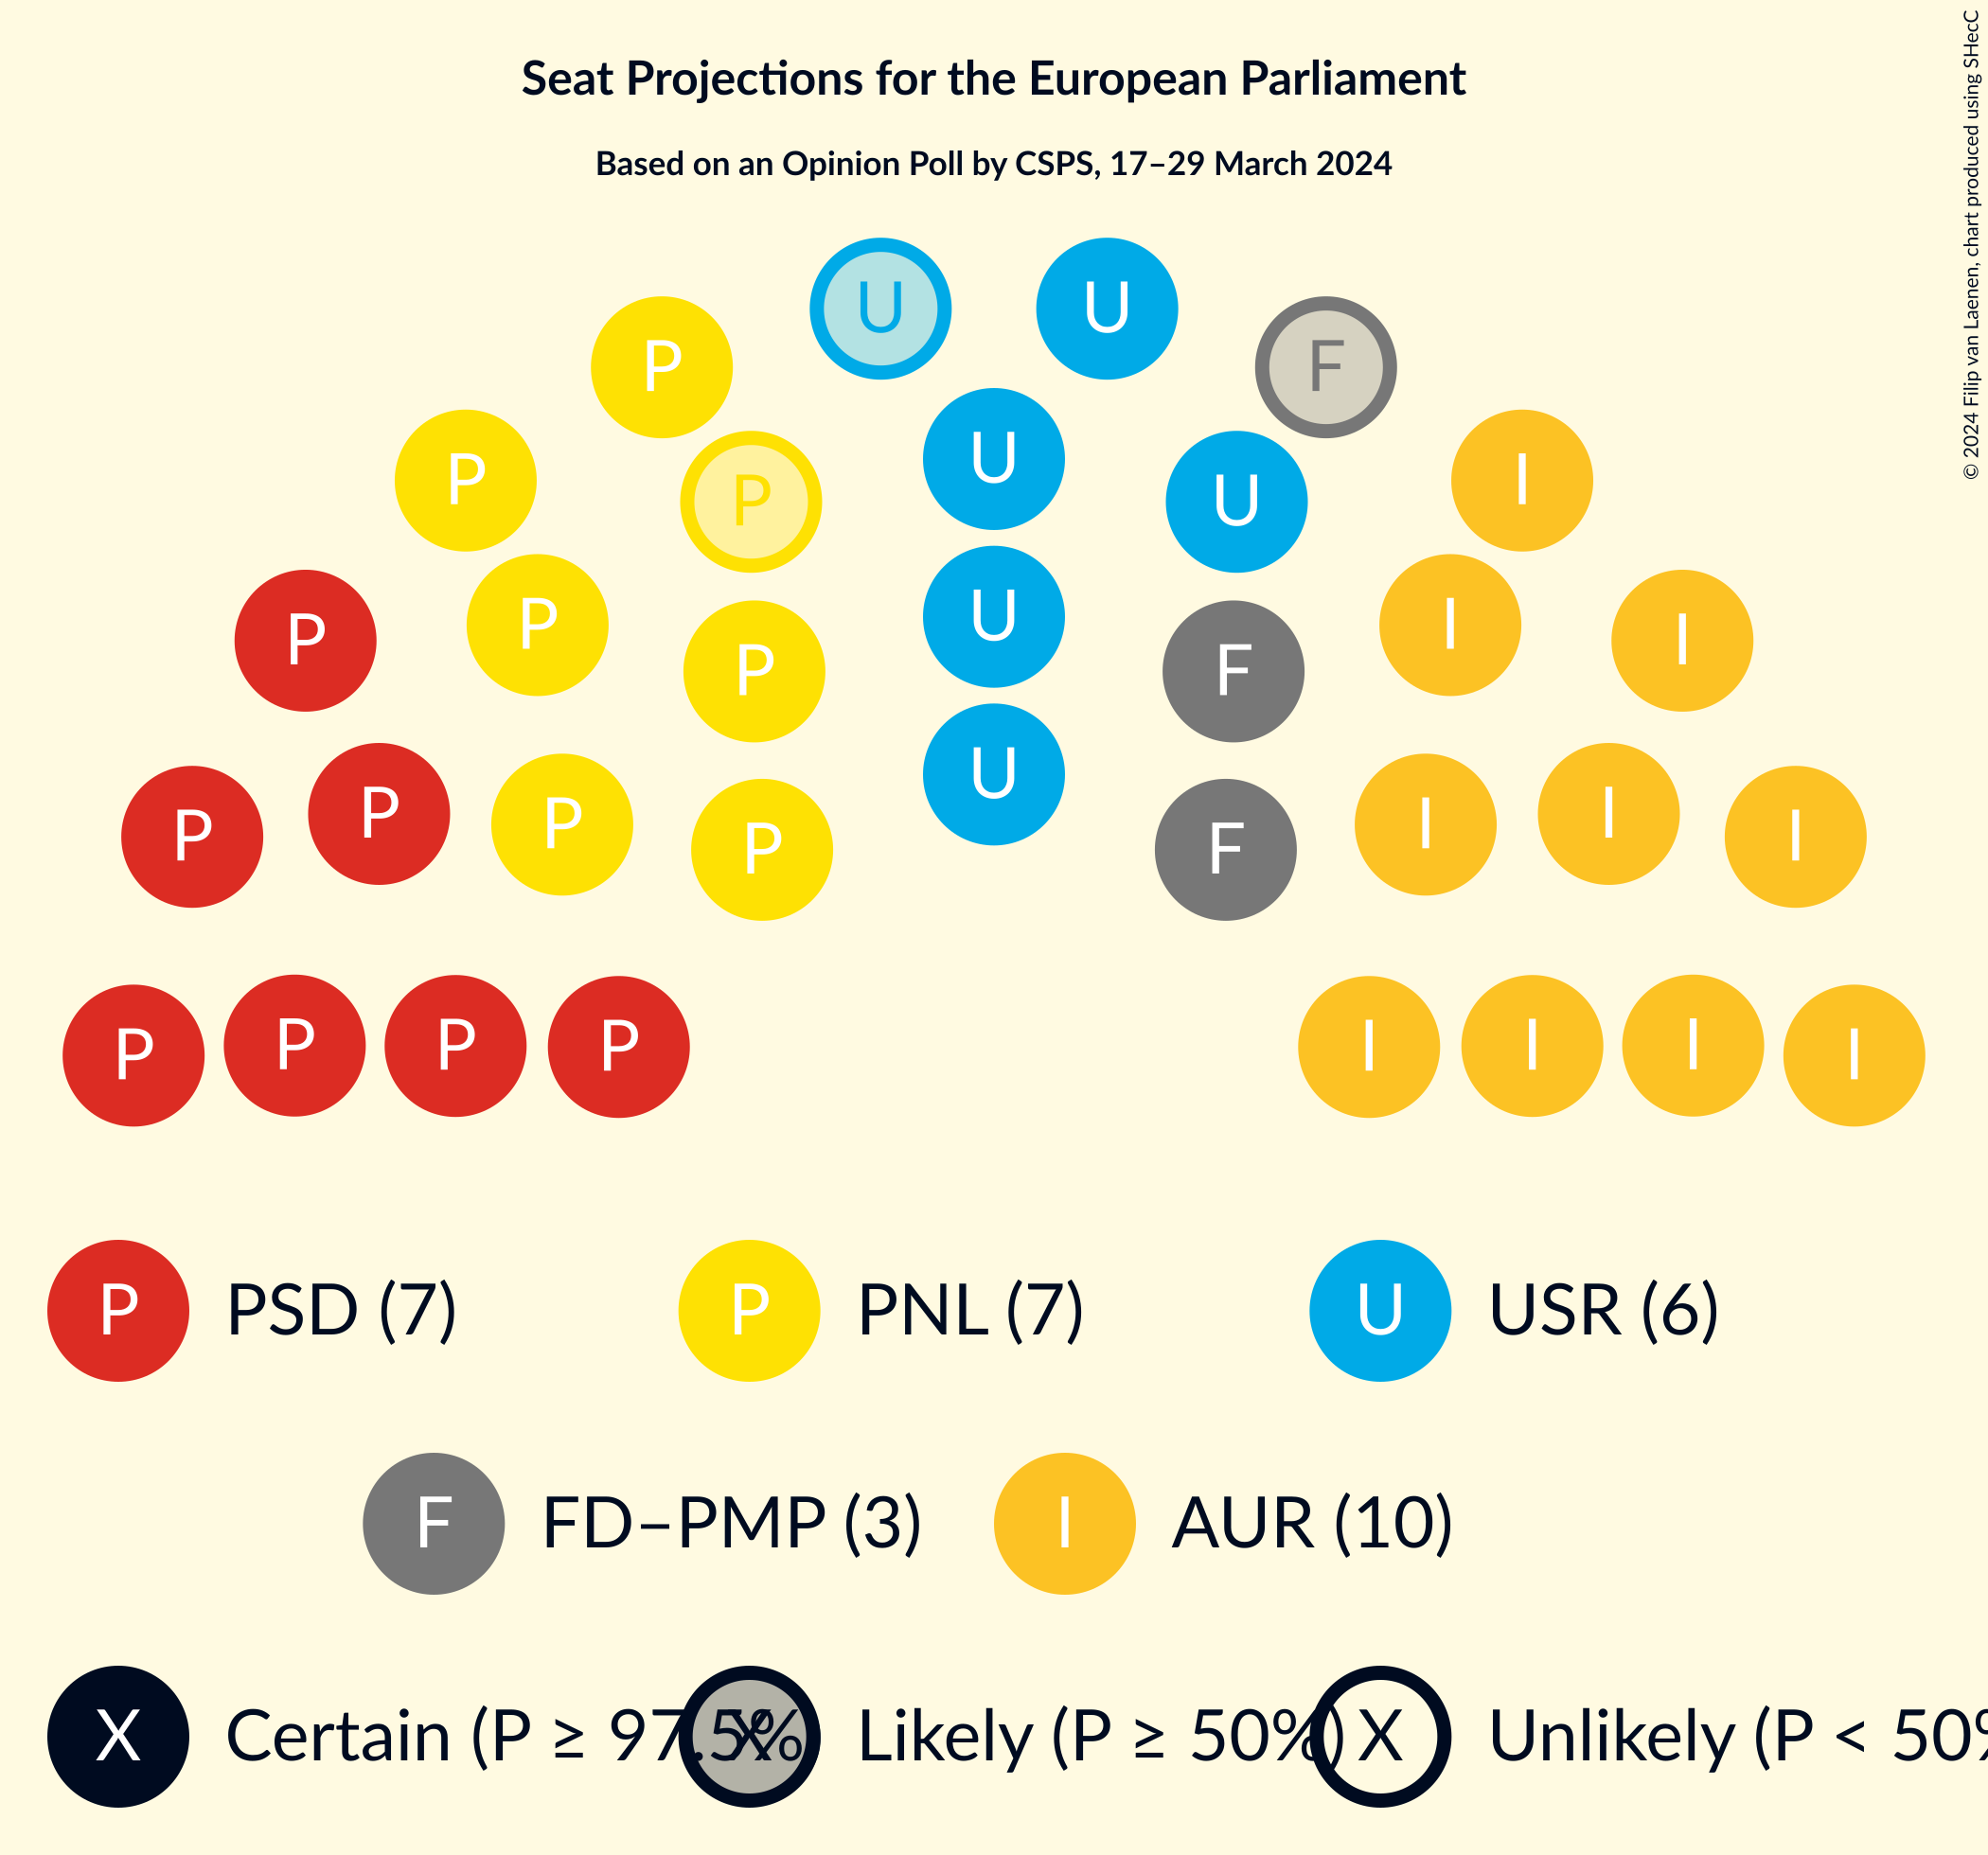 Seat Projections for the European Parliament
Based on an Opinion Poll by CSPS, 17–29 March 2024
© 2024 Filip van Laenen, chart produced using SHecC
U U
P F
P I
U
P U
P I
U
P I
P F
U
P I
P I
P I
P F
P P P P I I I I
P PSD (7) P PNL (7) U USR (6)
F FD–PMP (3) I AUR (10)
X Certain (P ≥ 97.5% X Likely (P ≥ 50%) X Unlikely (P < 50%